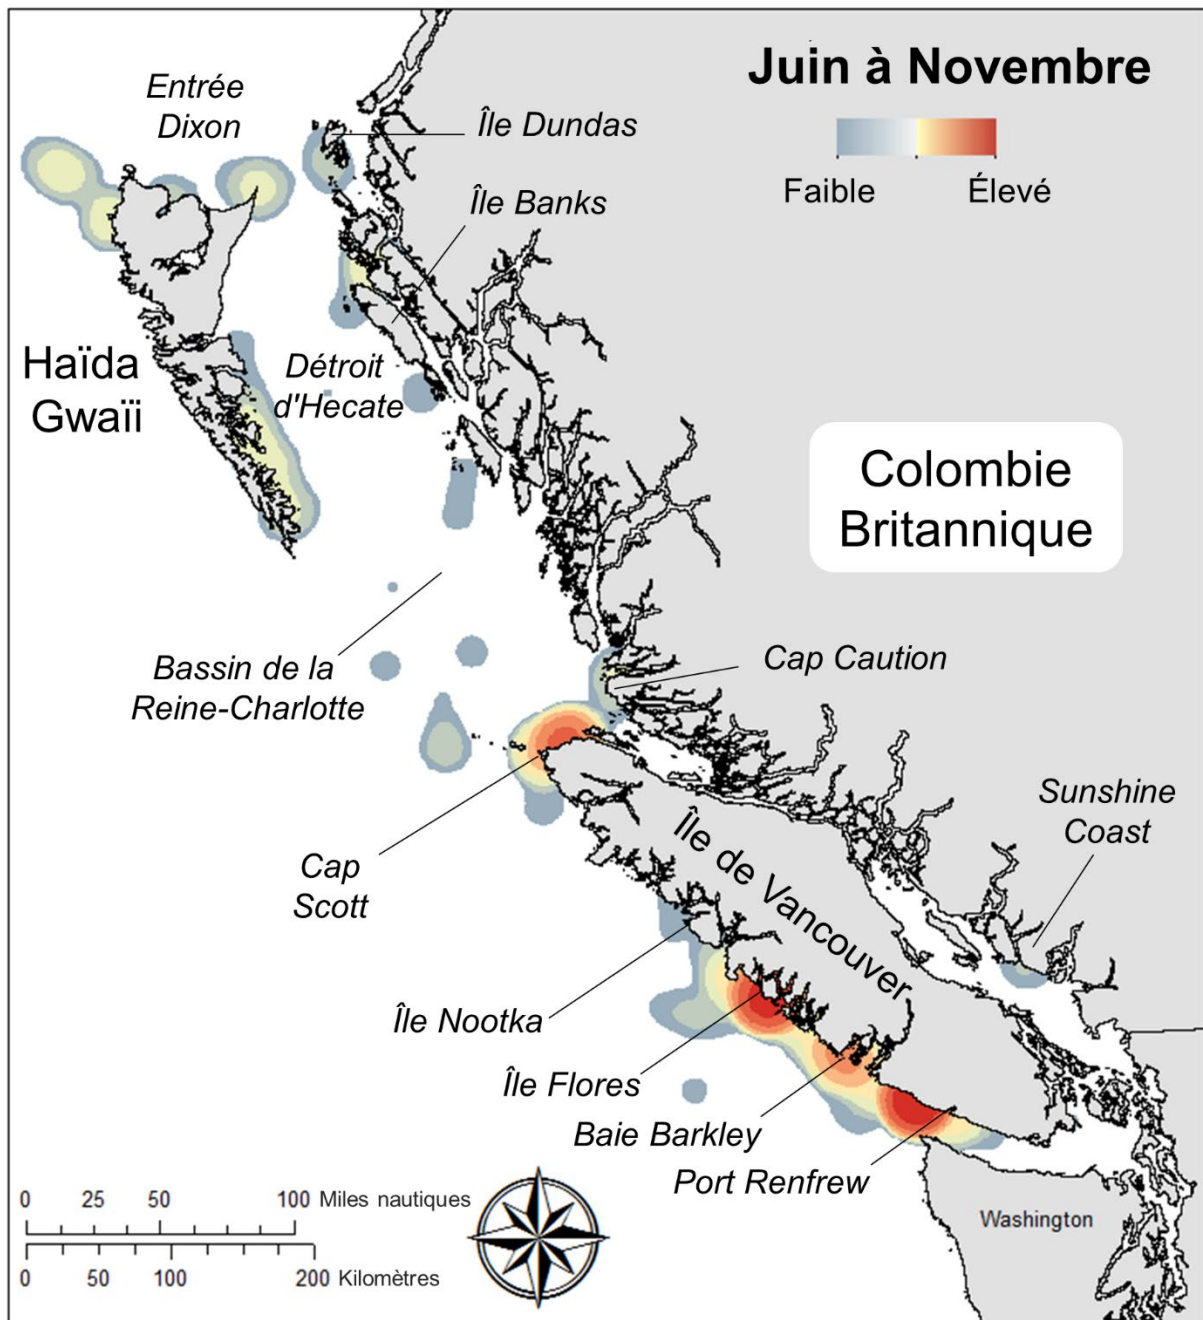 Juin à Novembre
Faible
Élevé
Entrée
Dixon
Île Dundas
Île Banks
Haïda
Gwaïi
Détroit
d'Hecate
Colombie
Britannique
Bassin de la
Reine-Charlotte
Cap Caution
Cap
Scott
Île de Vancouver
Sunshine
Coast
Île Nootka
Île Flores
Baie Barkley
Port Renfrew
Washington
0 25 50 100 Miles nautiques
0 50 100 200 Kilomètres